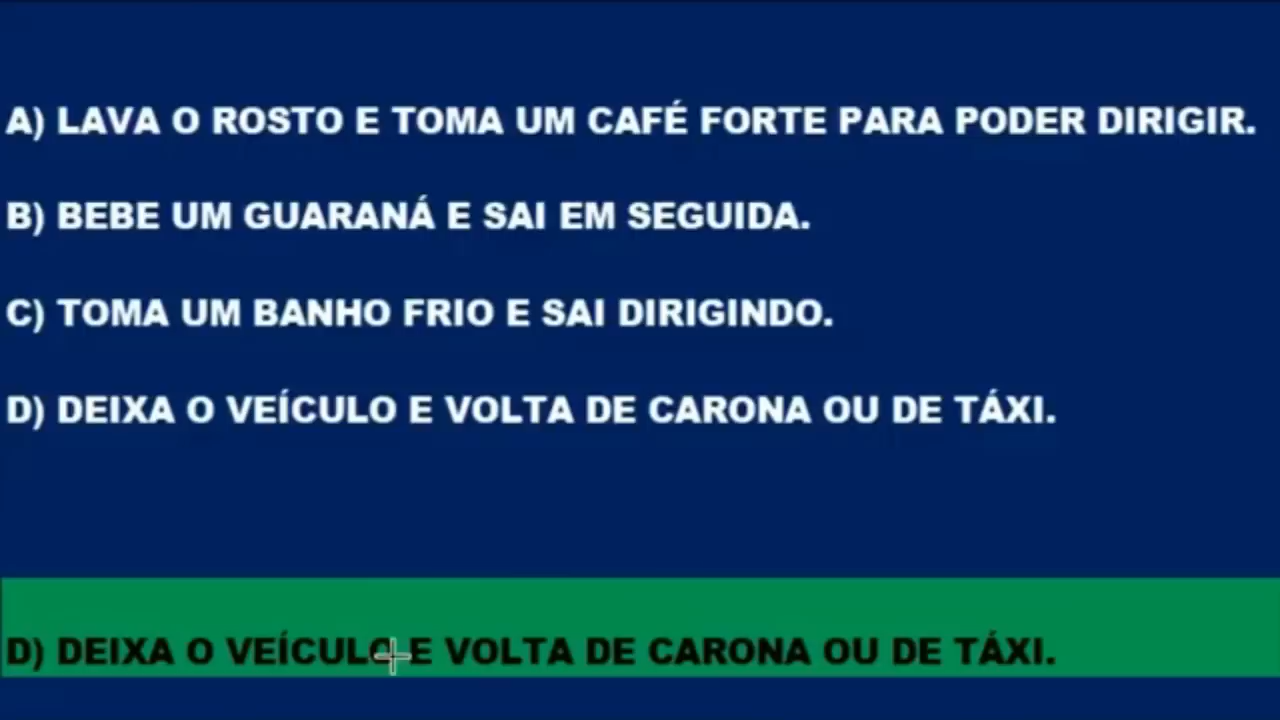 A) LAVA O ROSTO E TOMA UM CAFÉ FORTE PARA PODER DIRIGIR.
B) BEBE UM GUARANÁ E SAI EM SEGUIDA.
C) TOMA UM BANHO FRIO E SAI DIRIGINDO.
D) DEIXA O VEÍCULO E VOLTA DE CARONA OU DE TÁXI.
D) DEIXA O VEÍCULO E VOLTA DE CARONA OU DE TÁXI.